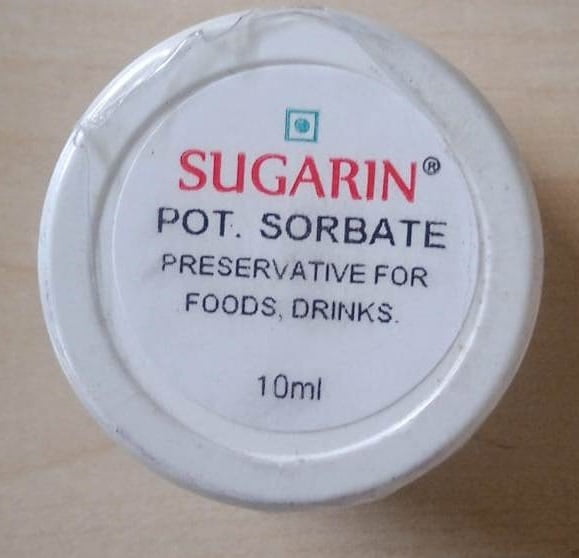 SUGARIN®
POT. SORBATE
PRESERVATIVE FOR
FOODS, DRINKS.
10ml